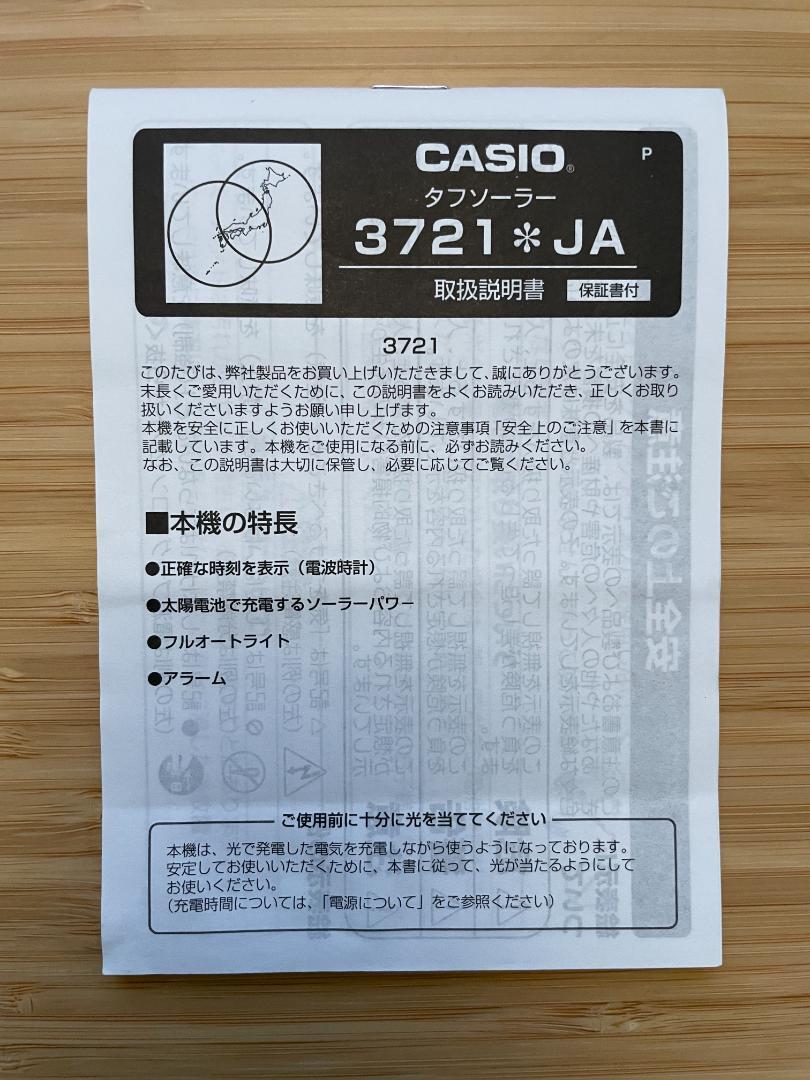 CASIO®
P
タフソーラー
3721*JA
取扱説明書 保証書付
3721
このたびは、弊社製品をお買い上げいただきまして、誠にありがとうございます。
末長くご愛用いただくために、この説明書をよくお読みいただき、正しくお取り
扱いくださいますようお願い申し上げます。
本機を安全に正しくお使いいただくための注意事項「安全上のご注意」を本書に
記載しています。本機をご使用になる前に、必ずお読みください。
なお、この説明書は大切に保管し、必要に応じてご覧ください。
■本機の特長
●正確な時刻を表示（電波時計）
●太陽電池で充電するソーラーパワー
●フルオートライト
●アラーム
ご使用前に十分に光を当ててください
本機は、光で発電した電気を充電しながら使うようになっております。
安定してお使いいただくために、本書に従って、光が当たるようにして
お使いください。
（充電時間については、「電源について」をご参照ください）